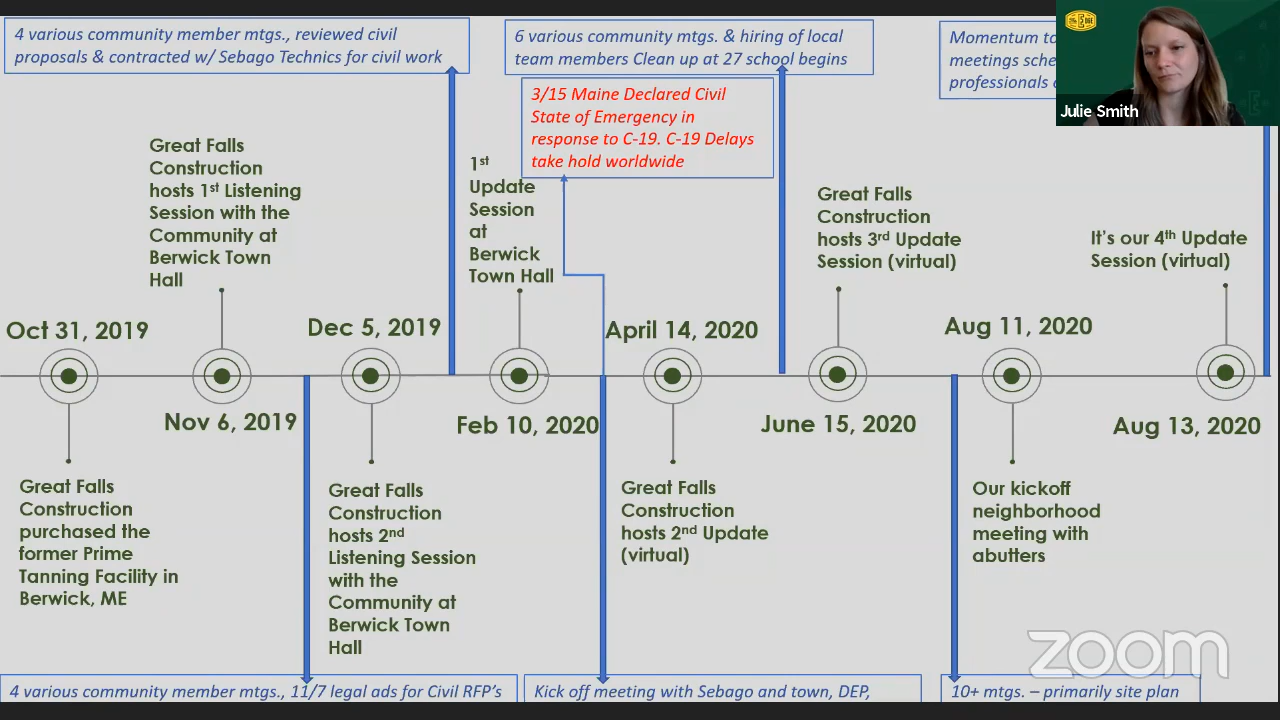 4 various community member mtgs., reviewed civil
proposals & contracted w/ Sebago Technics for civil work
6 various community mtgs. & hiring of local
team members Clean up at 27 school begins
Momentum to
meetings sche
professionals
Julie Smith
3/15 Maine Declared Civil
State of Emergency in
response to C-19. C-19 Delays
take hold worldwide
Great Falls
Construction
hosts 1st Listening
Session with the
Community at
Berwick Town
Hall
1st
Update
Session
at
Berwick
Town Hall
Great Falls
Construction
hosts 3rd Update
Session (virtual)
It's our 4th Update
Session (virtual)
Oct 31, 2019
Dec 5, 2019
April 14, 2020
Aug 11, 2020
Nov 6, 2019
Feb 10, 2020
June 15, 2020
Aug 13, 2020
Great Falls
Construction
purchased the
former Prime
Tanning Facility in
Berwick, ME
Great Falls
Construction
hosts 2nd
Listening Session
with the
Community at
Berwick Town
Hall
Great Falls
Construction
hosts 2nd Update
(virtual)
Our kickoff
neighborhood
meeting with
abutters
4 various community member mtgs., 11/7 legal ads for Civil RFP's
Kick off meeting with Sebago and town, DEP,
10+ mtgs. – primarily site plan
zoom